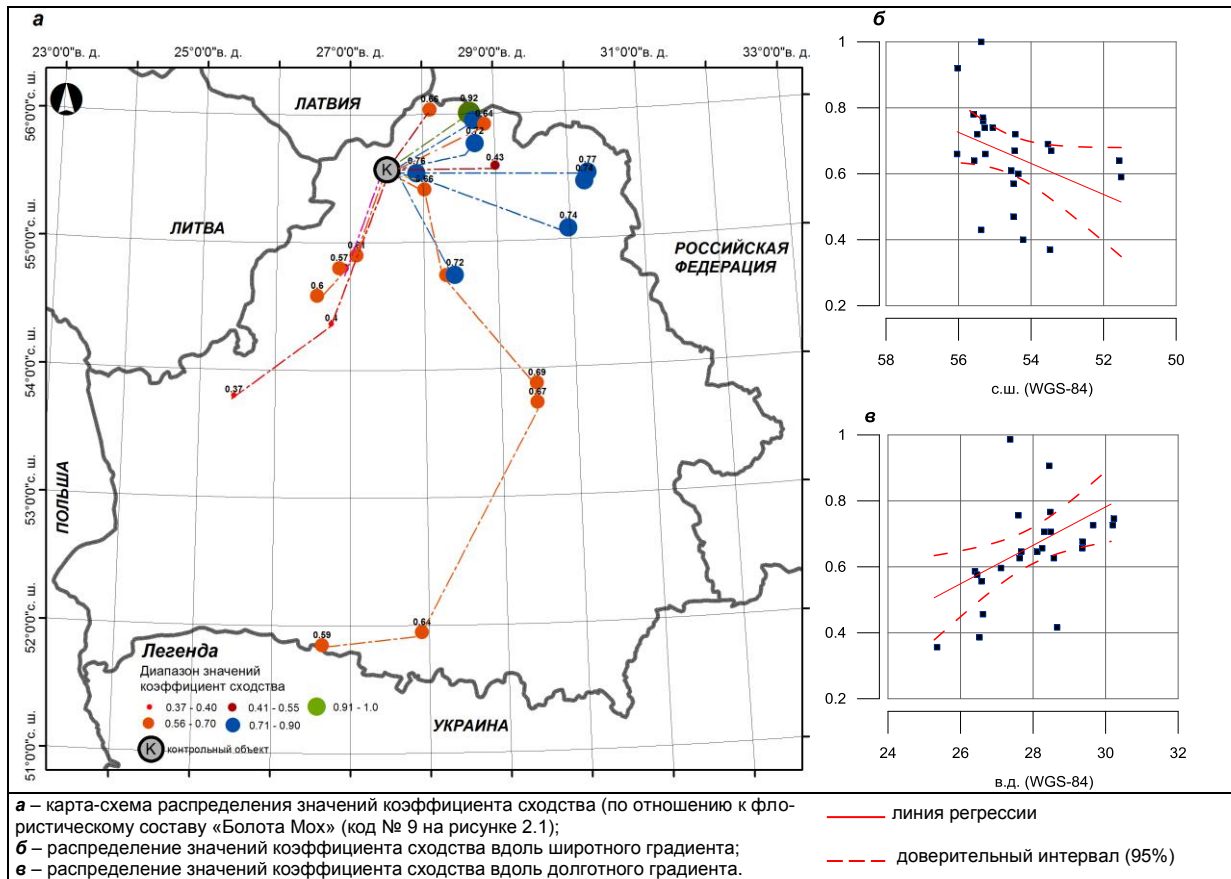 а
23°0'0"в. д. 25°0'0"в. д. 27°0'0"в. д. 29°0'0"в. д. 31°0'0"в. д. 33°0'0"в. д.
56°0'0"с. ш.
55°0'0"с. ш.
54°0'0"с. ш.
53°0'0"с. ш.
52°0'0"с. ш.
51°0'0"с. ш.
ЛАТВИЯ
ЛИТВА
РОССИЙСКАЯ
ФЕДЕРАЦИЯ
ПОЛЬША
УКРАИНА
0.92
0.64
0.72
0.43
0.77
0.74
0.76
0.66
K
0.74
0.57
0.6
0.72
0.4
0.37
0.69
0.67
0.64
0.59
Легенда
Диапазон значений
коэффициент сходства
0.37 - 0.40 0.41 - 0.55 0.91 - 1.0
0.56 - 0.70 0.71 - 0.90
K контрольный объект
б
1
0.8
0.6
0.4
0.2
58 56 54 52 50
с.ш. (WGS-84)
в
1
0.8
0.6
0.4
0.2
24 26 28 30 32
в.д. (WGS-84)
а – карта-схема распределения значений коэффициента сходства (по отношению к фло-
ристическому составу «Болота Мох» (код № 9 на рисунке 2.1);
б – распределение значений коэффициента сходства вдоль широтного градиента;
в – распределение значений коэффициента сходства вдоль долготного градиента.
линия регрессии
доверительный интервал (95%)